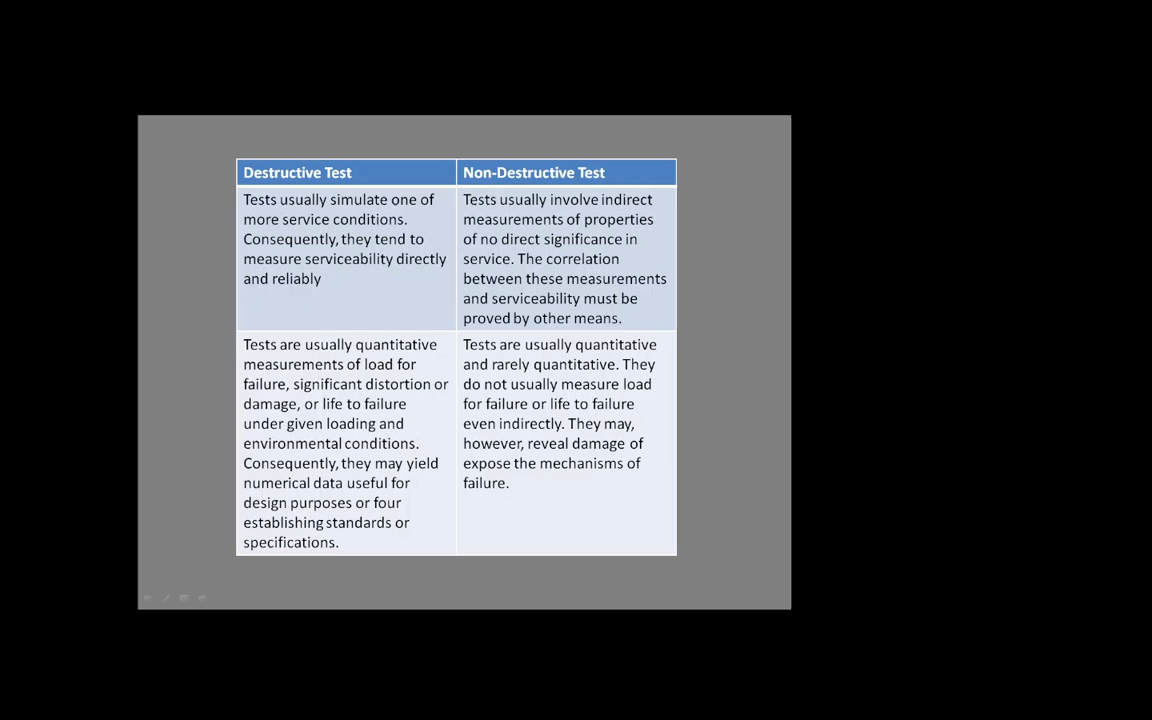 Destructive Test
Non-Destructive Test
Tests usually simulate one of
more service conditions.
Consequently, they tend to
measure serviceability directly
and reliably
Tests usually involve indirect
measurements of properties
of no direct significance in
service. The correlation
between these measurements
and serviceability must be
proved by other means.
Tests are usually quantitative
measurements of load for
failure, significant distortion or
damage, or life to failure
under given loading and
environmental conditions.
Consequently, they may yield
numerical data useful for
design purposes or four
establishing standards or
specifications.
Tests are usually quantitative
and rarely quantitative. They
do not usually measure load
for failure or life to failure
even indirectly. They may,
however, reveal damage of
expose the mechanisms of
failure.